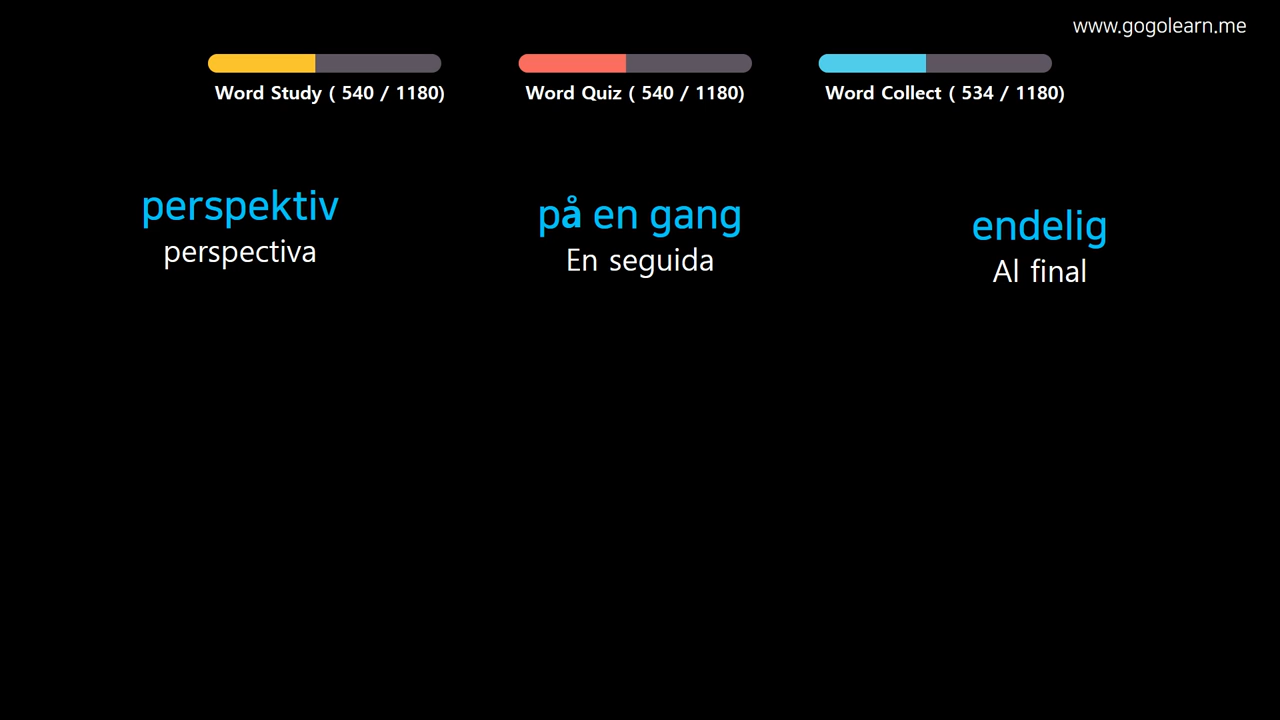 www.gogolearn.me
Word Study ( 540 / 1180)
Word Quiz ( 540 / 1180)
Word Collect ( 534 / 1180)
perspektiv
perspectiva
på en gang
En seguida
endelig
Al final